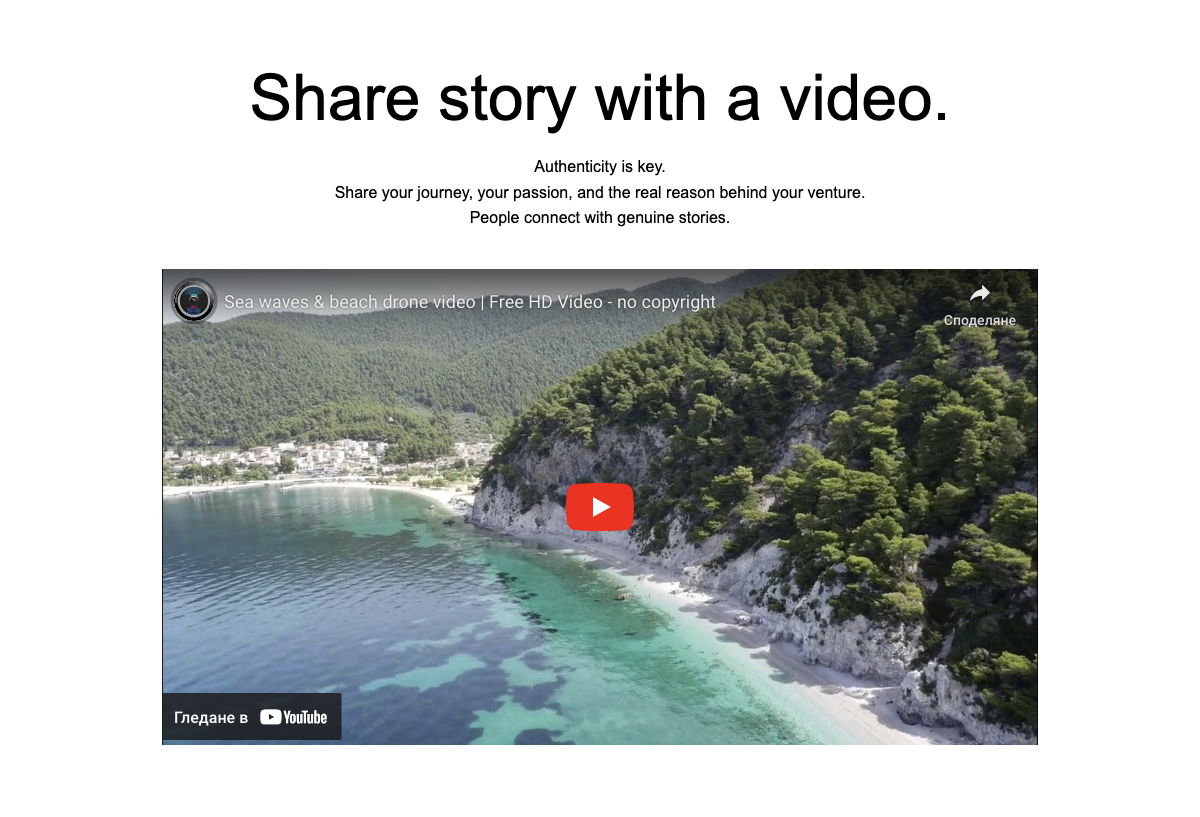 Share story with a video.
Authenticity is key.
Share your journey, your passion, and the real reason behind your venture.
People connect with genuine stories.
Sea waves & beach drone video | Free HD Video - no copyright
Споделяне
Гледане в YouTube